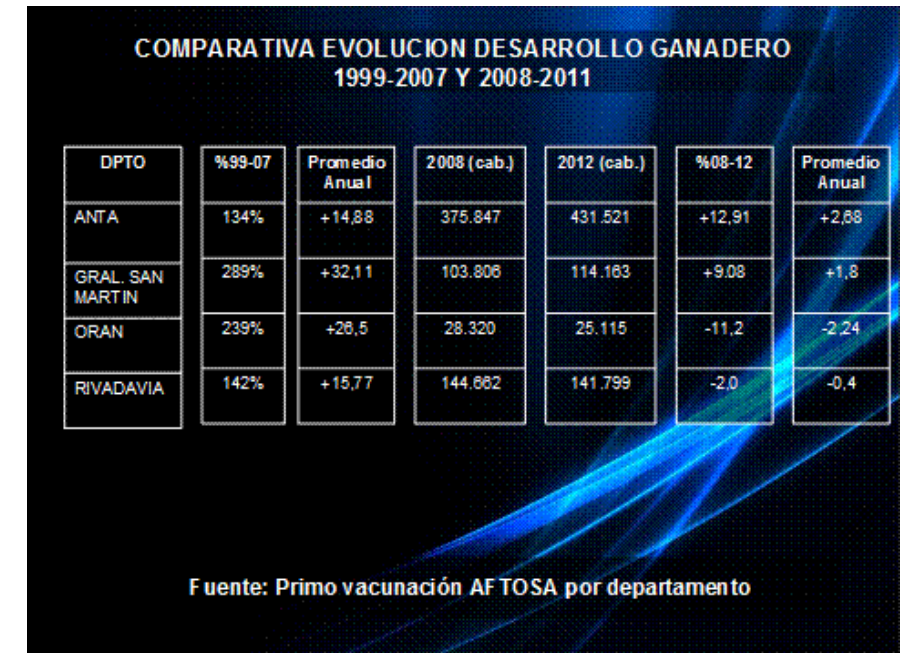 COMPARATIVA EVOLUCION DESARROLLO GANADERO
1999-2007 Y 2008-2011
DPTO %99-07 Promedio Anual 2008 (cab.) 2012 (cab.) %08-12 Promedio Anual
ANTA 134% +14,88 375.847 431.521 +12,91 +2,68
GRAL. SAN MARTIN 289% +32,11 103.806 114.163 +9.08 +1,8
ORAN 239% +26,5 28.320 25.115 -11,2 -2,24
RIVADAVIA 142% +15,77 144.662 141.799 -2,0 -0,4
Fuente: Primo vacunación AFTOSA por departamento